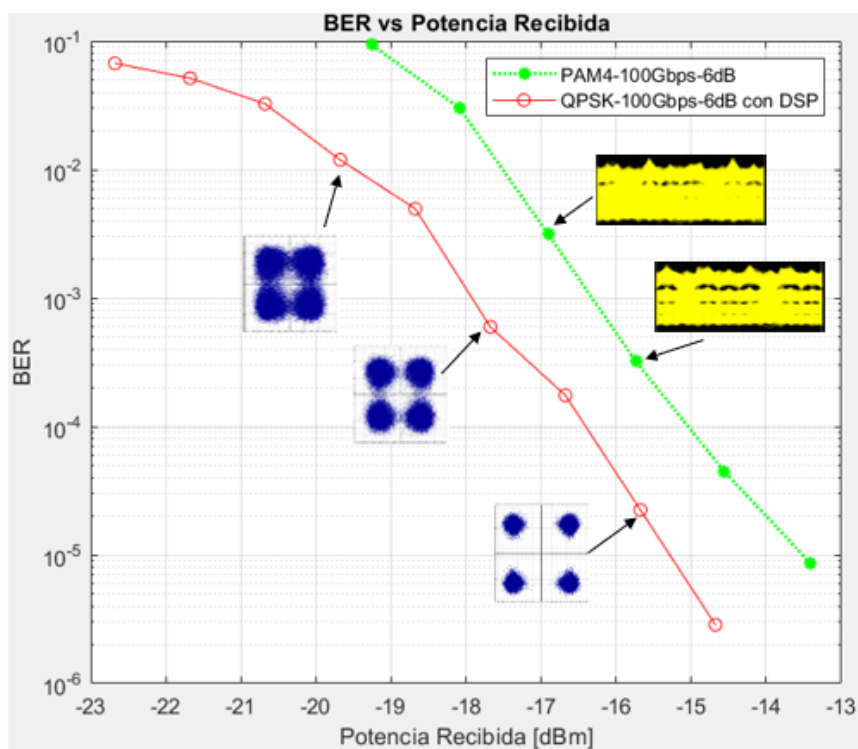 BER vs Potencia Recibida
PAM4-100Gbps-6dB
QPSK-100Gbps-6dB con DSP
10^-1
10^-2
10^-3
10^-4
10^-5
10^-6
BER
-23 -22 -21 -20 -19 -18 -17 -16 -15 -14 -13
Potencia Recibida [dBm]